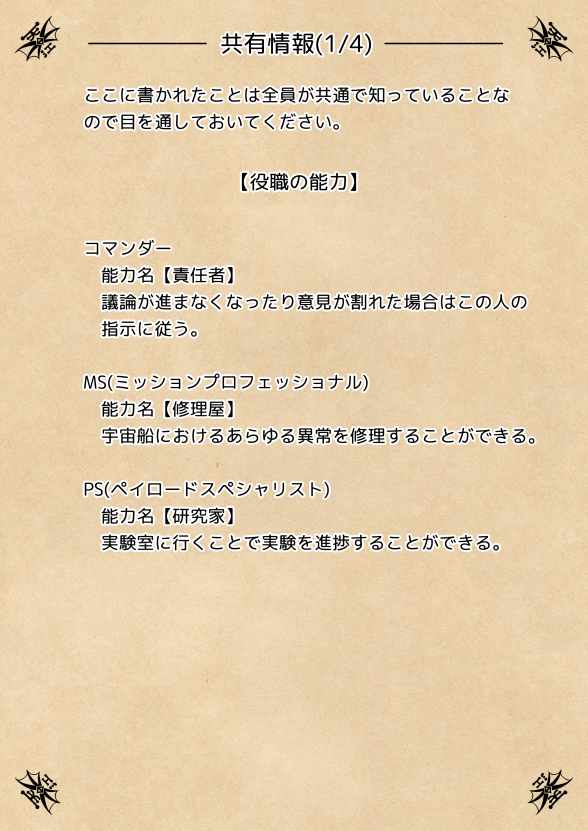 共有情報(1/4)
ここに書かれたことは全員が共通で知っていることな
ので目を通しておいてください。
【役職の能力】
コマンダー
能力名【責任者】
議論が進まなくなったり意見が割れた場合はこの人の
指示に従う。
MS(ミッションプロフェッショナル)
能力名【修理屋】
宇宙船におけるあらゆる異常を修理することができる。
PS(ペイロードスペシャリスト)
能力名【研究家】
実験室に行くことで実験を進捗することができる。